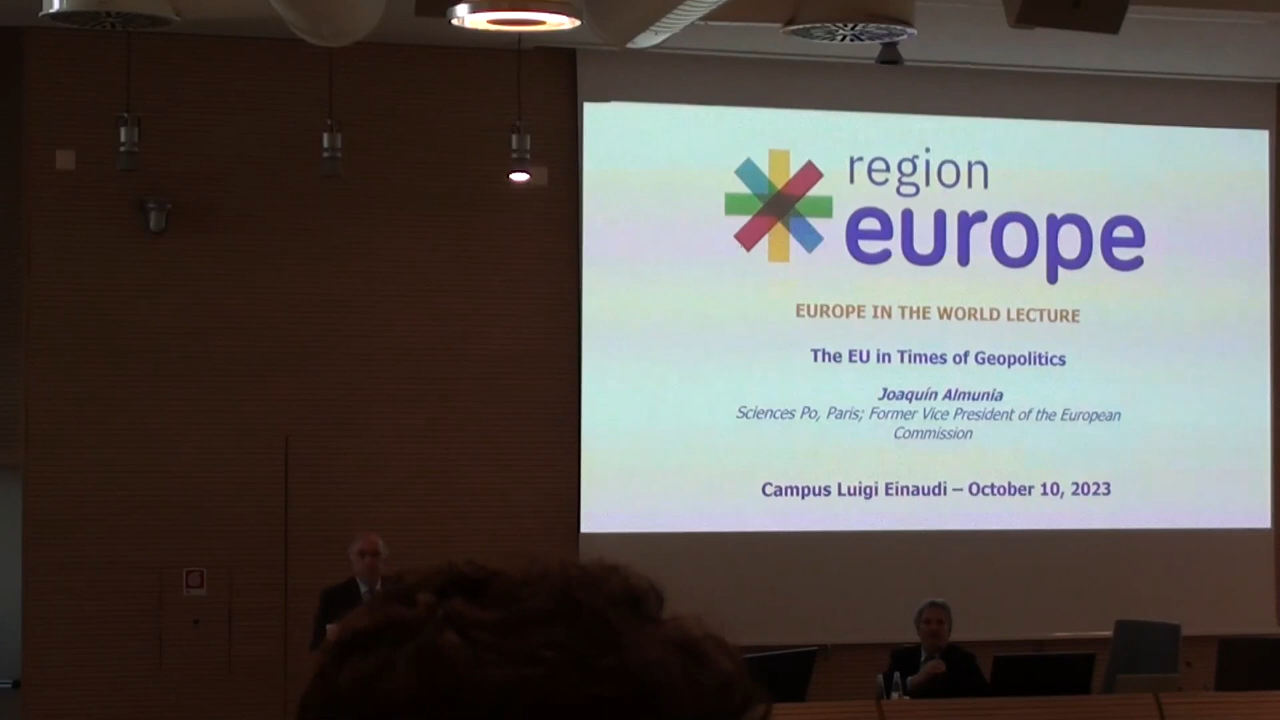 region
europe
EUROPE IN THE WORLD LECTURE
The EU in Times of Geopolitics
Joaquín Almunia
Sciences Po, Paris; Former Vice President of the European
Commission
Campus Luigi Einaudi – October 10, 2023